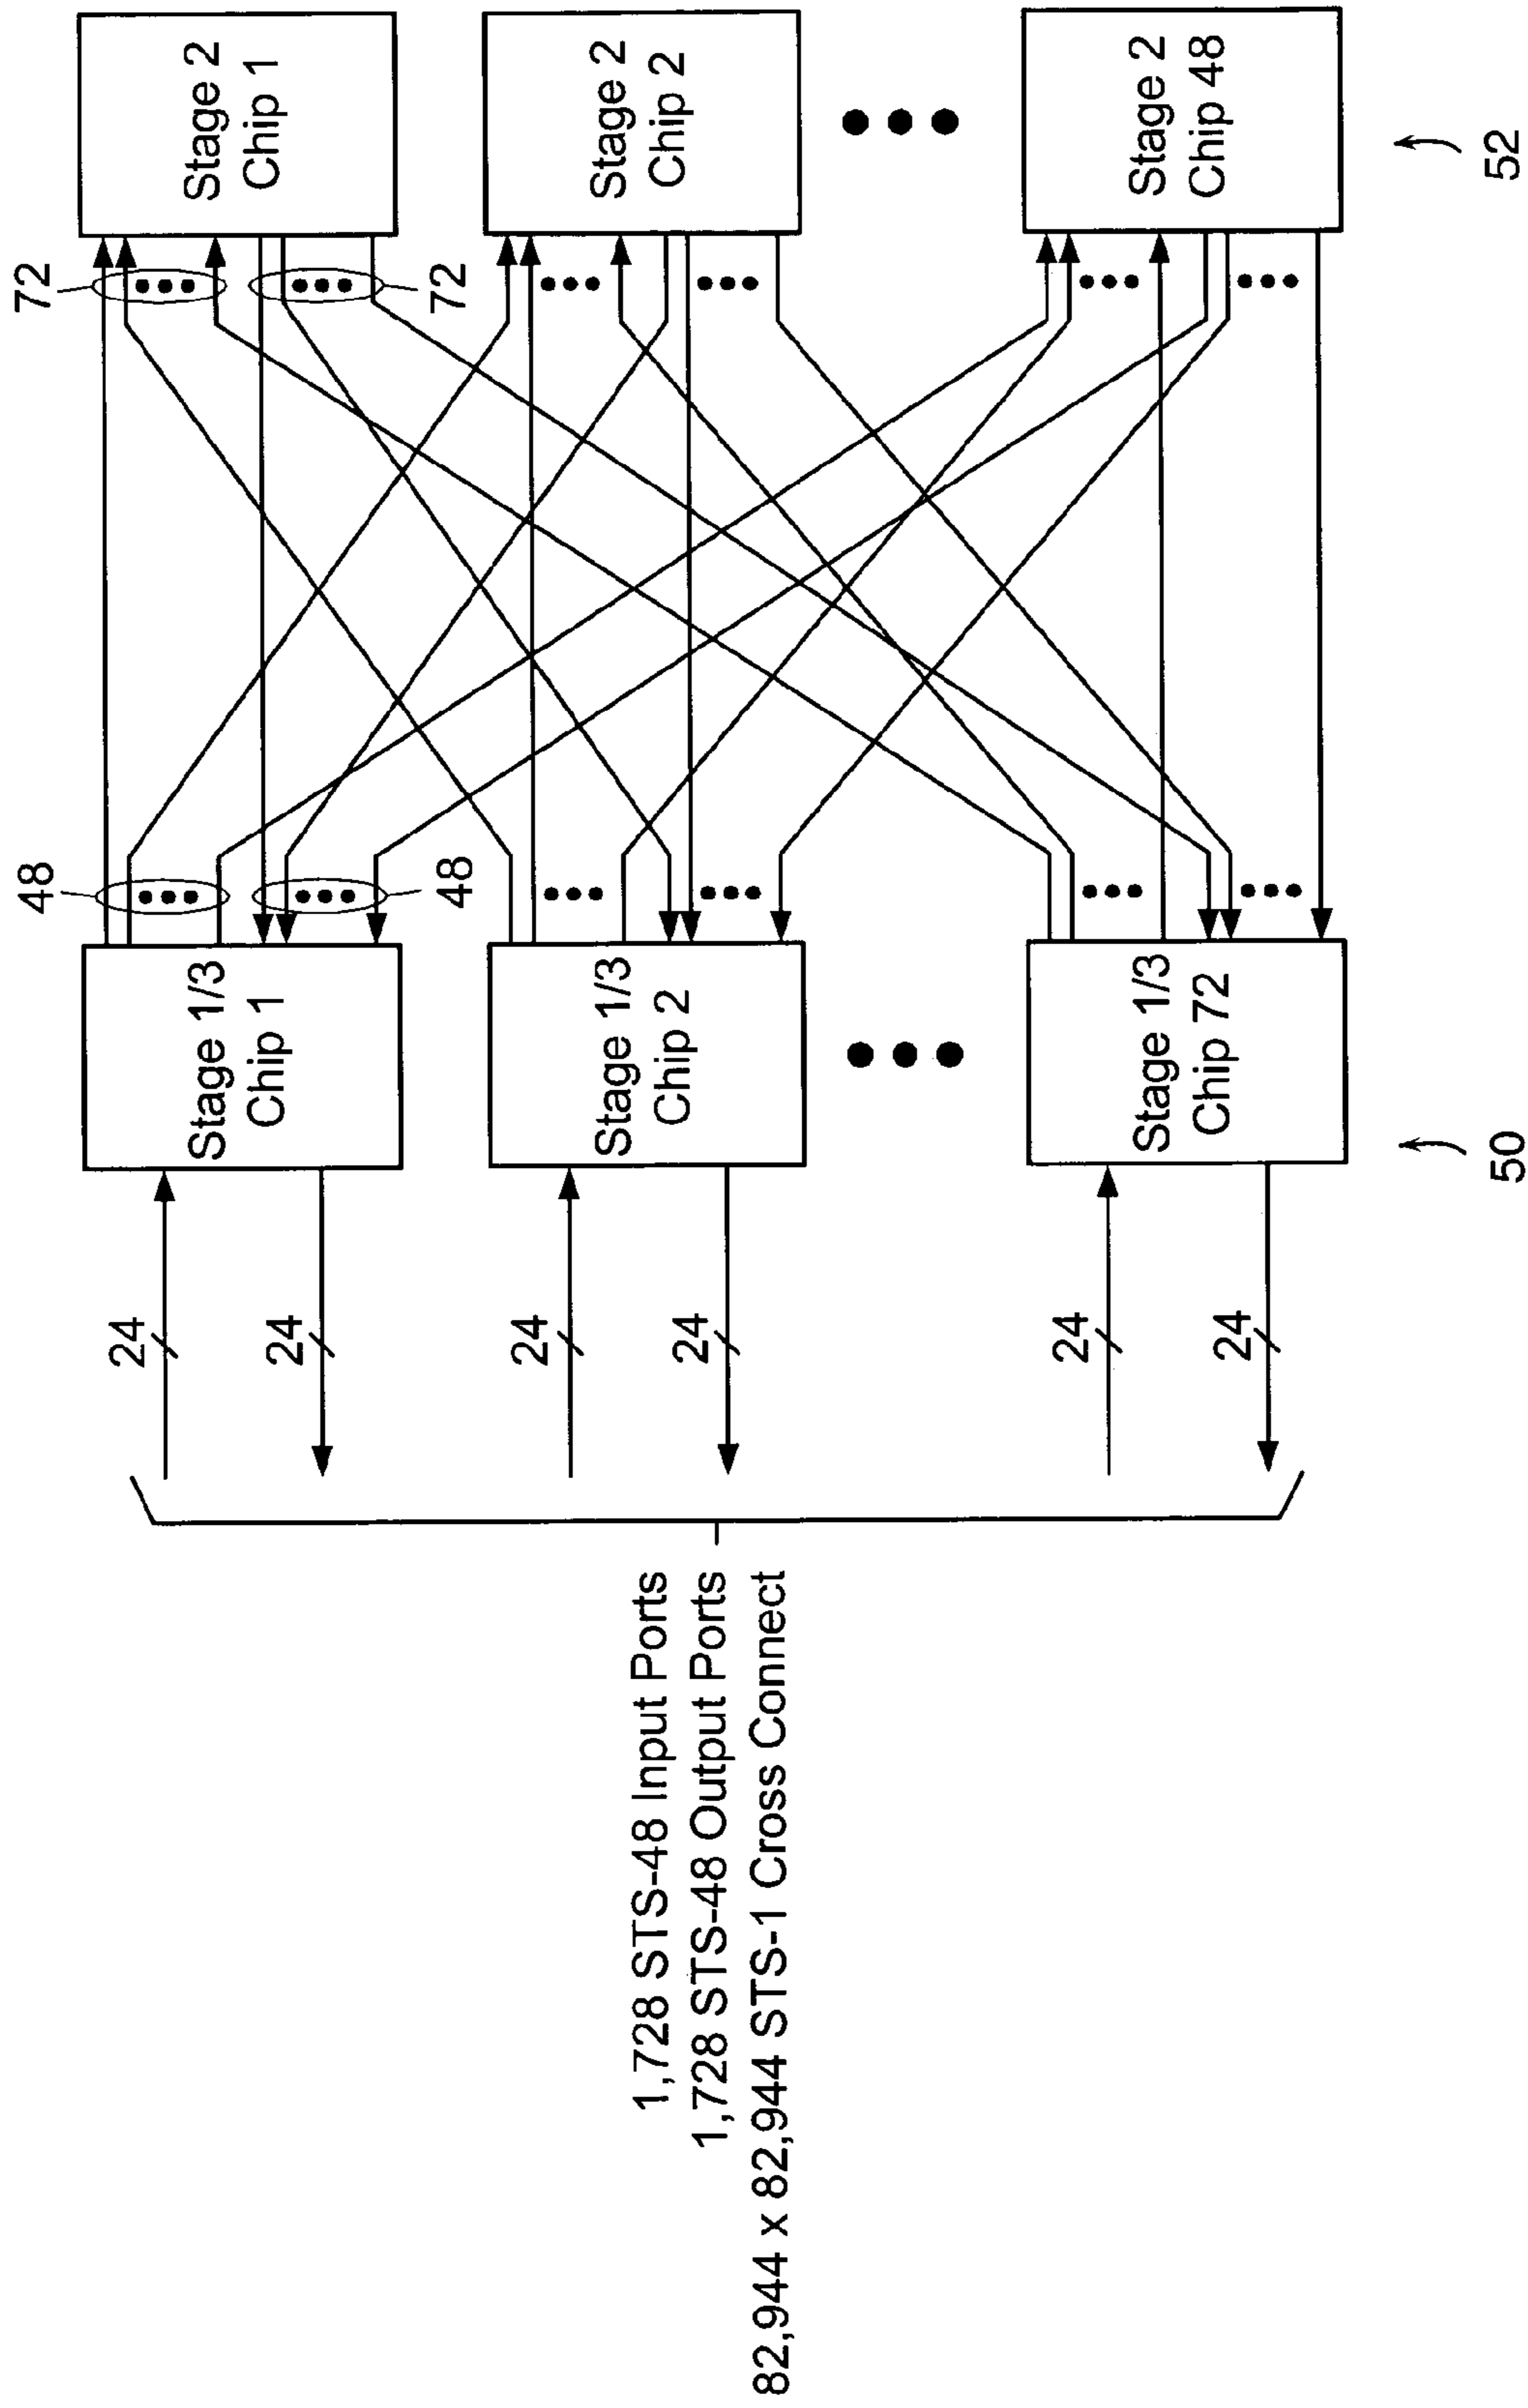 72
72
48
48
Stage 2
Chip 1
Stage 2
Chip 2
Stage 2
Chip 48
52
Stage 1/3
Chip 1
Stage 1/3
Chip 2
Stage 1/3
Chip 72
50
24
24
24
24
24
24
1,728 STS-48 Input Ports
1,728 STS-48 Output Ports
82,944 x 82,944 STS-1 Cross Connect